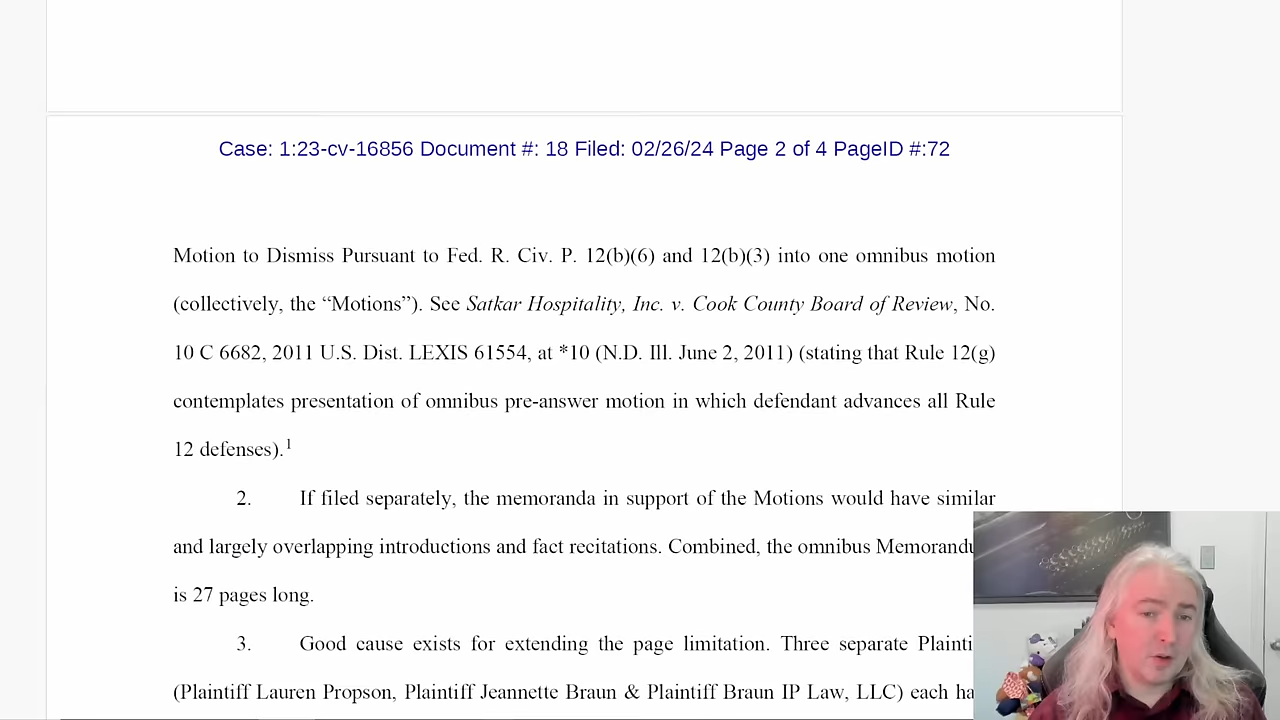 Case: 1:23-cv-16856 Document #: 18 Filed: 02/26/24 Page 2 of 4 PageID #:72
Motion to Dismiss Pursuant to Fed. R. Civ. P. 12(b)(6) and 12(b)(3) into one omnibus motion
(collectively, the “Motions”). See Satkar Hospitality, Inc. v. Cook County Board of Review, No.
10 C 6682, 2011 U.S. Dist. LEXIS 61554, at *10 (N.D. Ill. June 2, 2011) (stating that Rule 12(g)
contemplates presentation of omnibus pre-answer motion in which defendant advances all Rule
12 defenses).1
2. If filed separately, the memoranda in support of the Motions would have similar
and largely overlapping introductions and fact recitations. Combined, the omnibus
is 27 pages long.
3. Good cause exists for extending the page limitation. Three separate
(Plaintiff Lauren Propson, Plaintiff Jeannette Braun & Plaintiff Braun IP Law, LLC) each